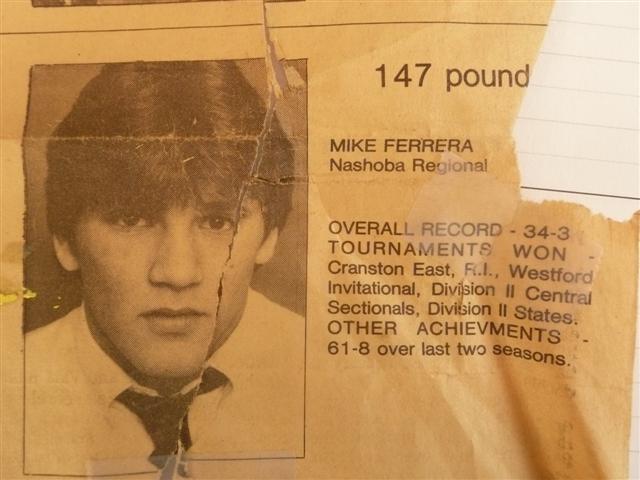 147 pound
MIKE FERRERA
Nashoba Regional
OVERALL RECORD - 34-3
TOURNAMENTS WON -
Cranston East, R.I., Westford
Invitational, Division II Central
Sectionals, Division II States.
OTHER ACHIEVMENTS -
61-8 over last two seasons.